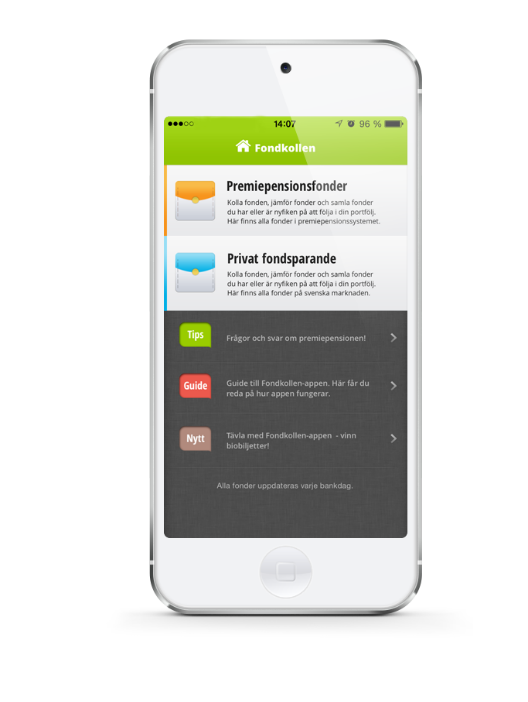 14:07 96 %
Fondkollen
Premiepensionsfonder
Kolla fonden, jämför fonder och samla fonder
du har eller är nyfiken på att följa i din portfölj.
Här finns alla fonder i premiepensionssystemet.
Privat fondsparande
Kolla fonden, jämför fonder och samla fonder
du har eller är nyfiken på att följa i din portfölj.
Här finns alla fonder på svenska marknaden.
Tips
Frågor och svar om premiepensionen!
Guide
Guide till Fondkollen-appen. Här får du
reda på hur appen fungerar.
Nytt
Tävla med Fondkollen-appen - vinn
biobiljetter!
Alla fonder uppdateras varje bankdag.